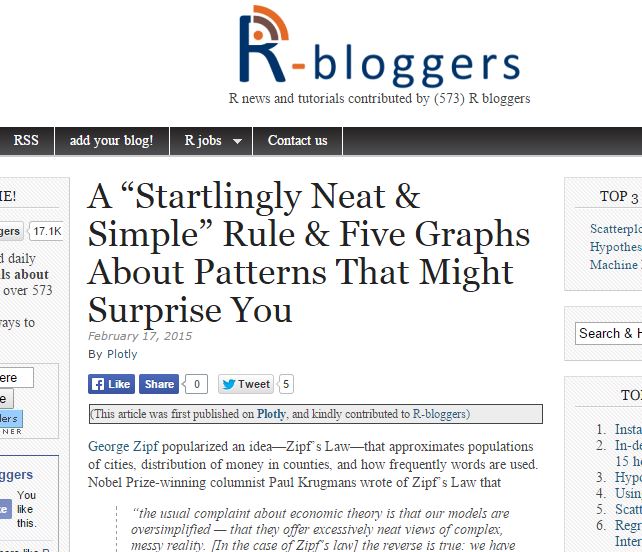 R-bloggers
R news and tutorials contributed by (573) R bloggers
RSS
add your blog!
R jobs
Contact us
E!
gers
17.1K
d daily
ls about
over 573
ays to
ere
e
lers
NER
ggers
ke
You
like
this.
A “Startlingly Neat &
Simple” Rule & Five Graphs
About Patterns That Might
Surprise You
February 17, 2015
By Plotly
Like
Share
0
Tweet
5
(This article was first published on Plotly, and kindly contributed to R-bloggers)
George Zipf popularized an idea—Zipf’s Law—that approximates populations
of cities, distribution of money in counties, and how frequently words are used.
Nobel Prize-winning columnist Paul Krugmans wrote of Zipf’s Law that
“the usual complaint about economic theory is that our models are
oversimplified — that they offer excessively neat views of complex,
messy reality. [In the case of Zipf’s law] the reverse is true: we have
TOP 3
Scatterplo
Hypothes
Machine
Search & H
TO
1. Insta
2. In-de
15 h
3. Hypo
4. Using
5. Scatt
6. Regr
Inter